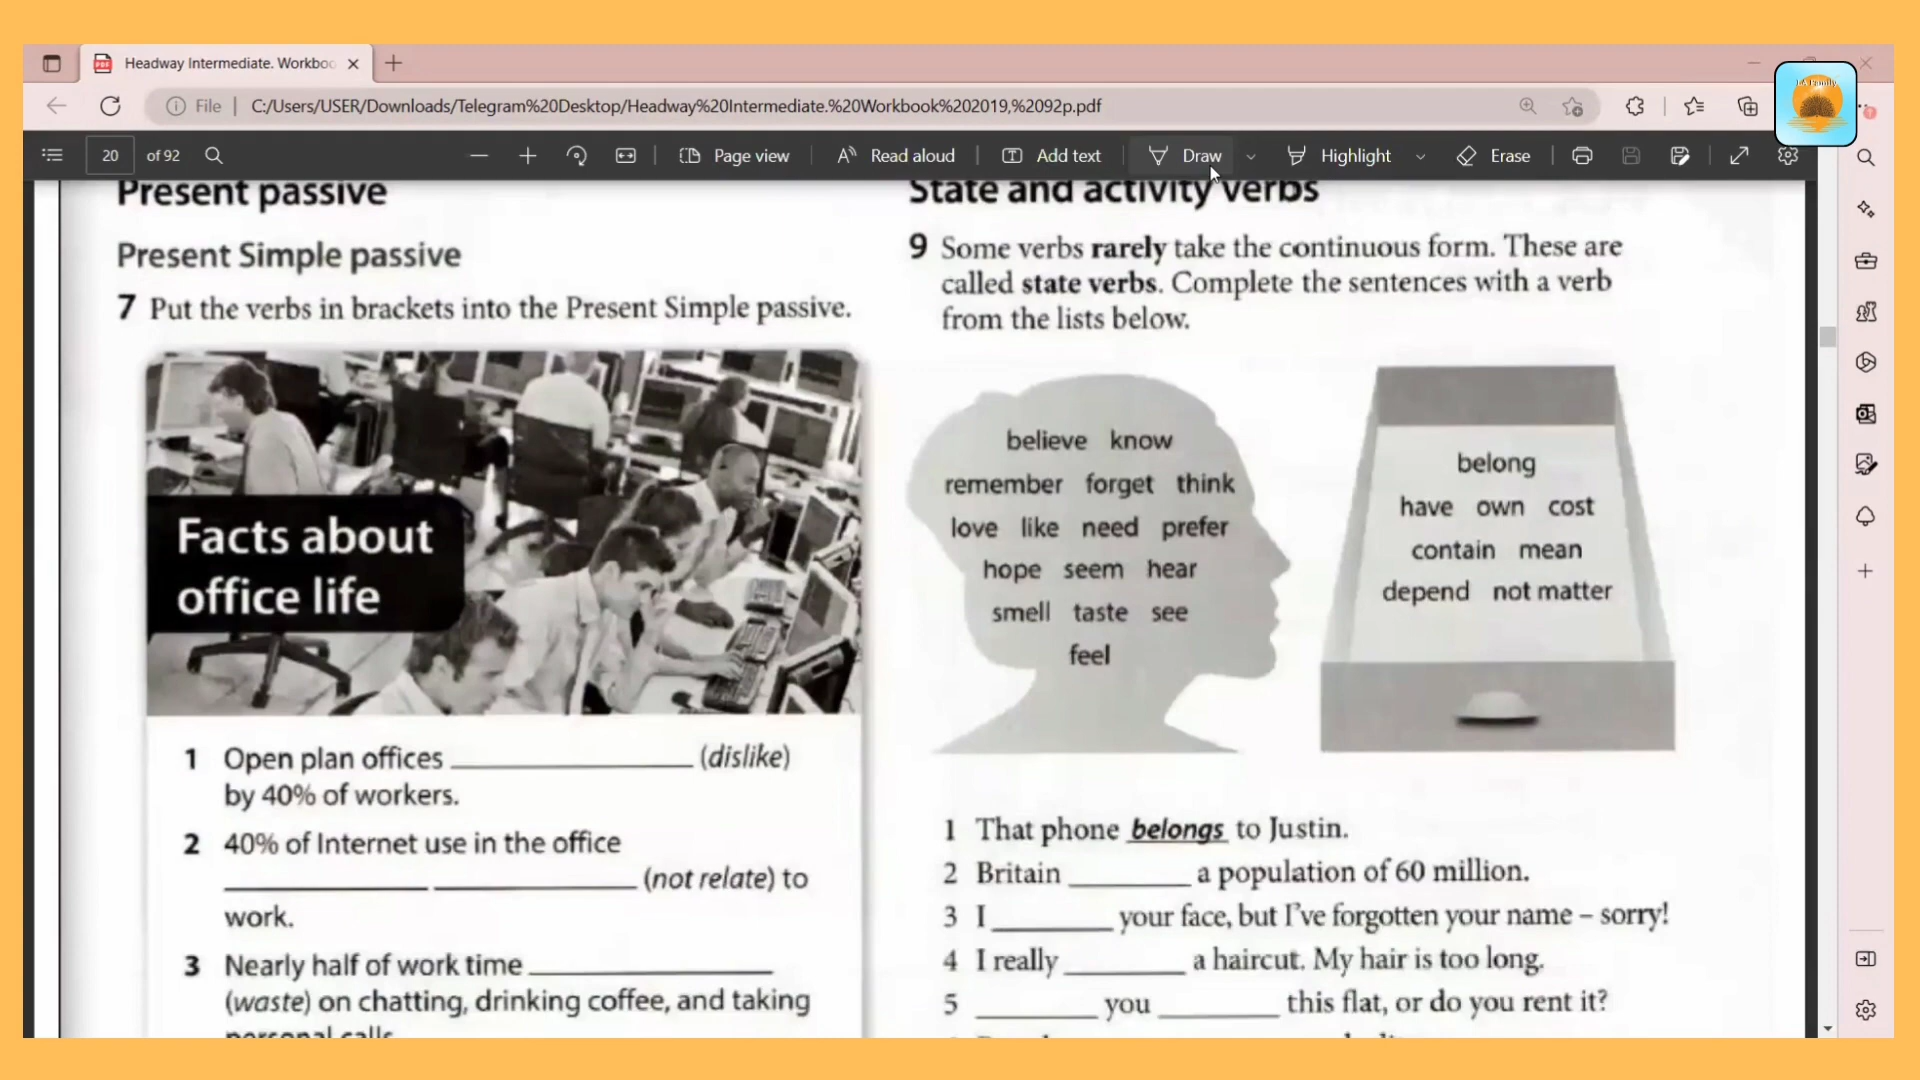 Headway Intermediate. Workboo
File | C:/Users/USER/Downloads/Telegram%20Desktop/Headway%20Intermediate.%20Workbook%202019,%2092p.pdf
20 of 92 Page view Read aloud Add text Draw Highlight Erase
Present passive
Present Simple passive
7 Put the verbs in brackets into the Present Simple passive.
Facts about
office life
1 Open plan offices ____________ (dislike)
by 40% of workers.
2 40% of Internet use in the office
____________ ____________ (not relate) to
work.
3 Nearly half of work time ____________
(waste) on chatting, drinking coffee, and taking
personal calls
State and activity verbs
9 Some verbs rarely take the continuous form. These are
called state verbs. Complete the sentences with a verb
from the lists below.
believe know
remember forget think
love like need prefer
hope seem hear
smell taste see
feel
belong
have own cost
contain mean
depend not matter
1 That phone belongs to Justin.
2 Britain ________ a population of 60 million.
3 I ________ your face, but I've forgotten your name – sorry!
4 I really ________ a haircut. My hair is too long.
5 ________ you ________ this flat, or do you rent it?